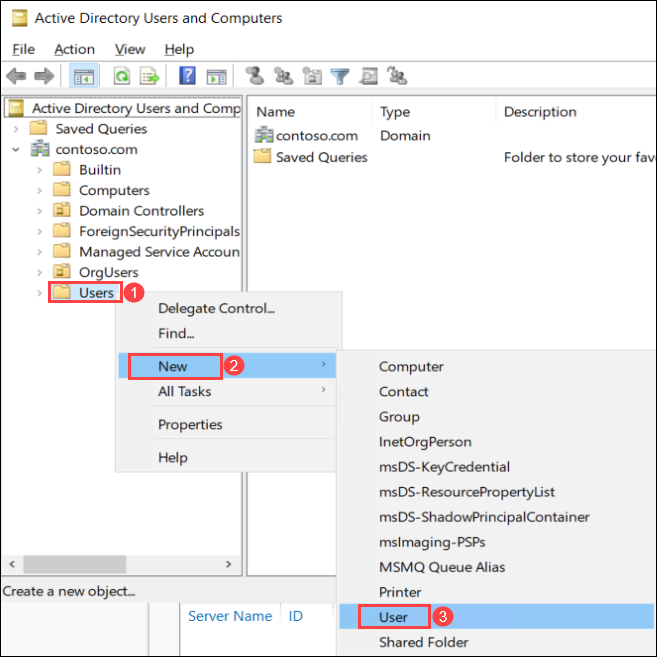 Active Directory Users and Computers
File Action View Help
Active Directory Users and Comp
Saved Queries
contoso.com
Builtin
Computers
Domain Controllers
ForeignSecurityPrincipals
Managed Service Accoun
OrgUsers
Users 1
Name Type Description
contoso.com Domain
Saved Queries Folder to store your favo
Delegate Control...
Find...
New 2
All Tasks
Properties
Help
Computer
Contact
Group
InetOrgPerson
msDS-KeyCredential
msDS-ResourcePropertyList
msDS-ShadowPrincipalContainer
msImaging-PSPs
MSMQ Queue Alias
Printer
User 3
Shared Folder
Create a new object...
Server Name ID